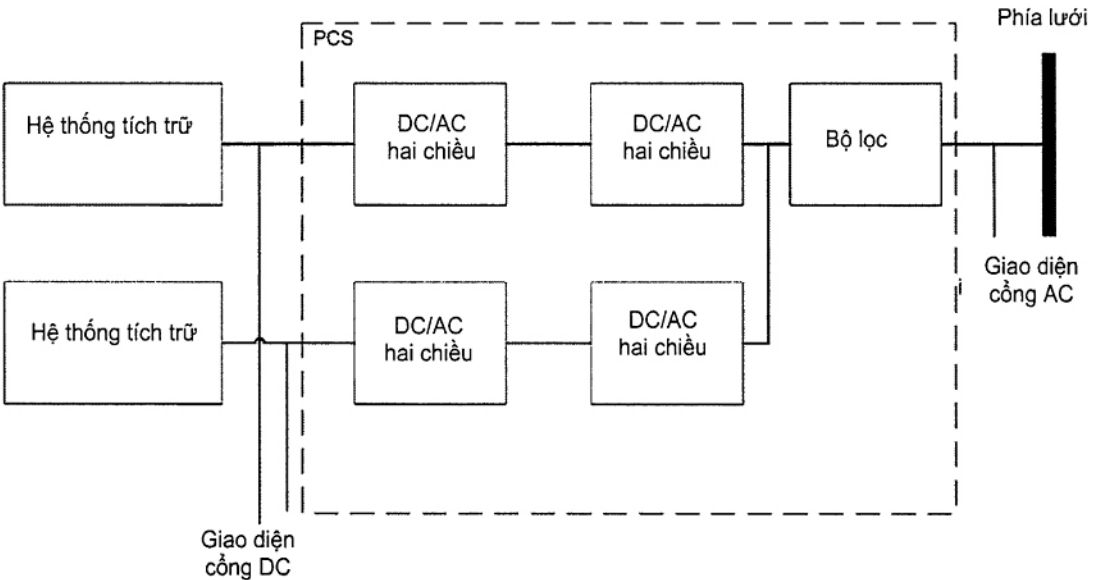 Phía lưới
PCS
Hệ thống tích trữ
DC/AC
hai chiều
DC/AC
hai chiều
Bộ lọc
Giao diện
cổng AC
Hệ thống tích trữ
DC/AC
hai chiều
DC/AC
hai chiều
Giao diện
cổng DC